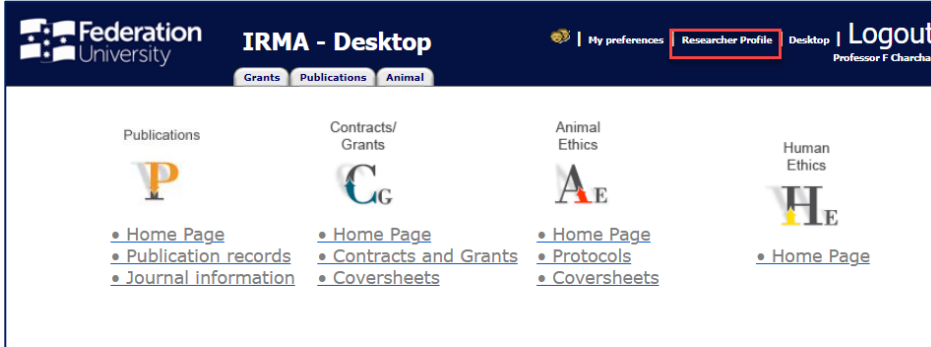 Federation
University
IRMA - Desktop
| My preferences | Researcher Profile | Desktop | Logout
Professor F Charcha
Grants Publications Animal
Publications
Contracts/
Grants
Animal
Ethics
Human
Ethics
P
CG
AE
HE
• Home Page
• Publication records
• Journal information
• Home Page
• Contracts and Grants
• Coversheets
• Home Page
• Protocols
• Coversheets
• Home Page